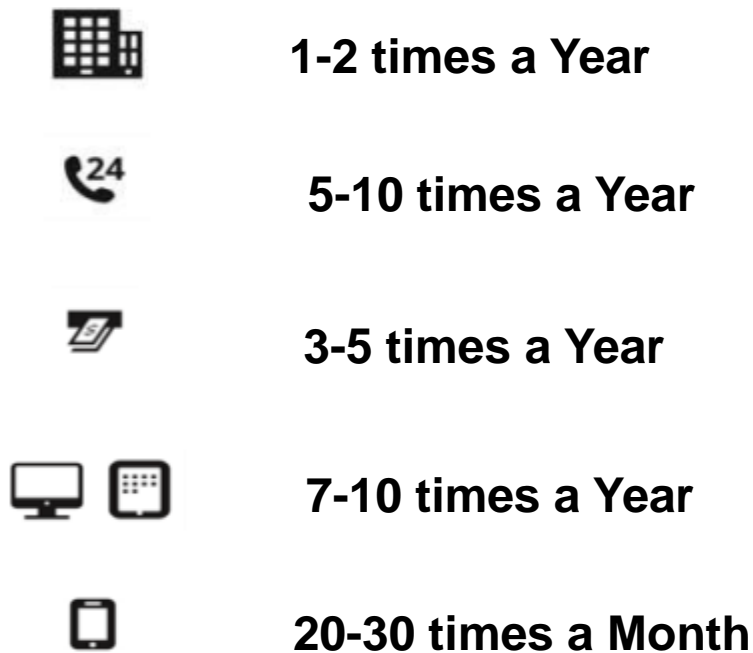 1-2 times a Year
24
5-10 times a Year
$
3-5 times a Year
7-10 times a Year
20-30 times a Month